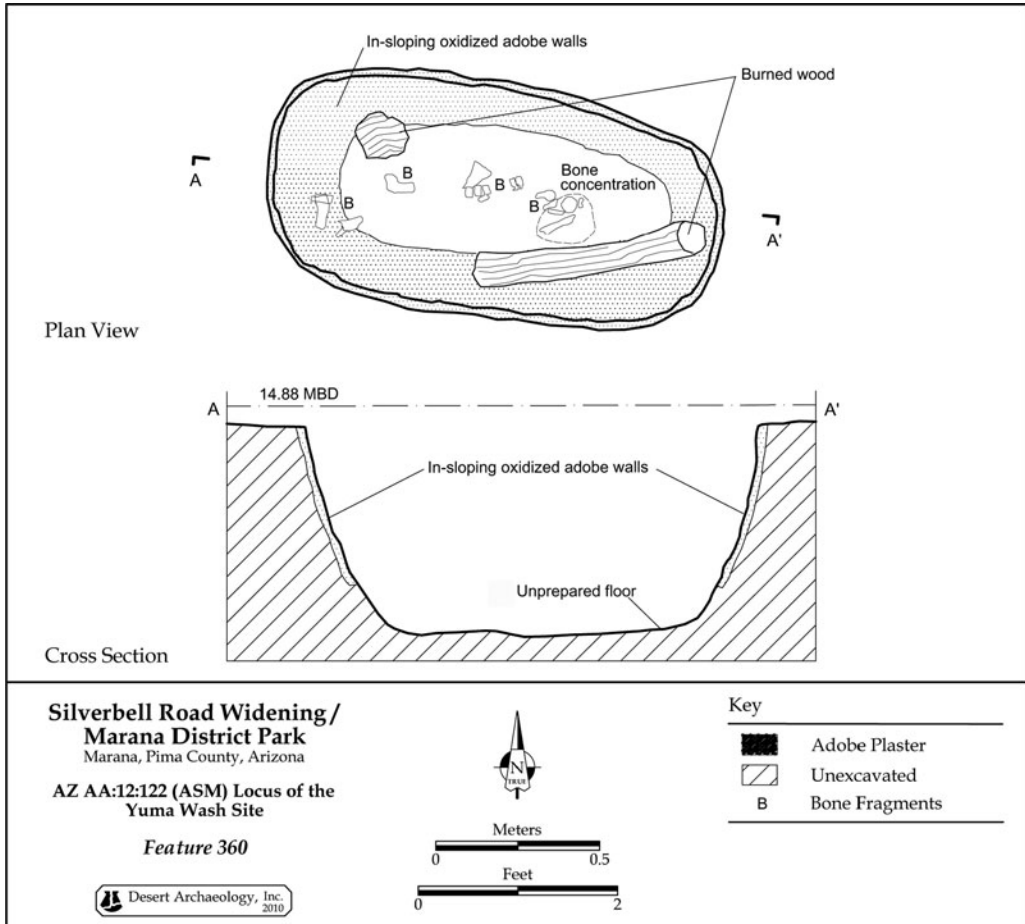 In-sloping oxidized adobe walls
Burned wood
A
B
B
Bone
concentration
B
B
A'
Plan View
14.88 MBD
A
A'
In-sloping oxidized adobe walls
Unprepared floor
Cross Section
Silverbell Road Widening/
Marana District Park
Marana, Pima County, Arizona
AZ AA:12:122 (ASM) Locus of the
Yuma Wash Site
Feature 360
Desert Archaeology, Inc.
2010
N
TRUE
Meters
0
0.5
Feet
0
2
Key
Adobe Plaster
Unexcavated
B
Bone Fragments